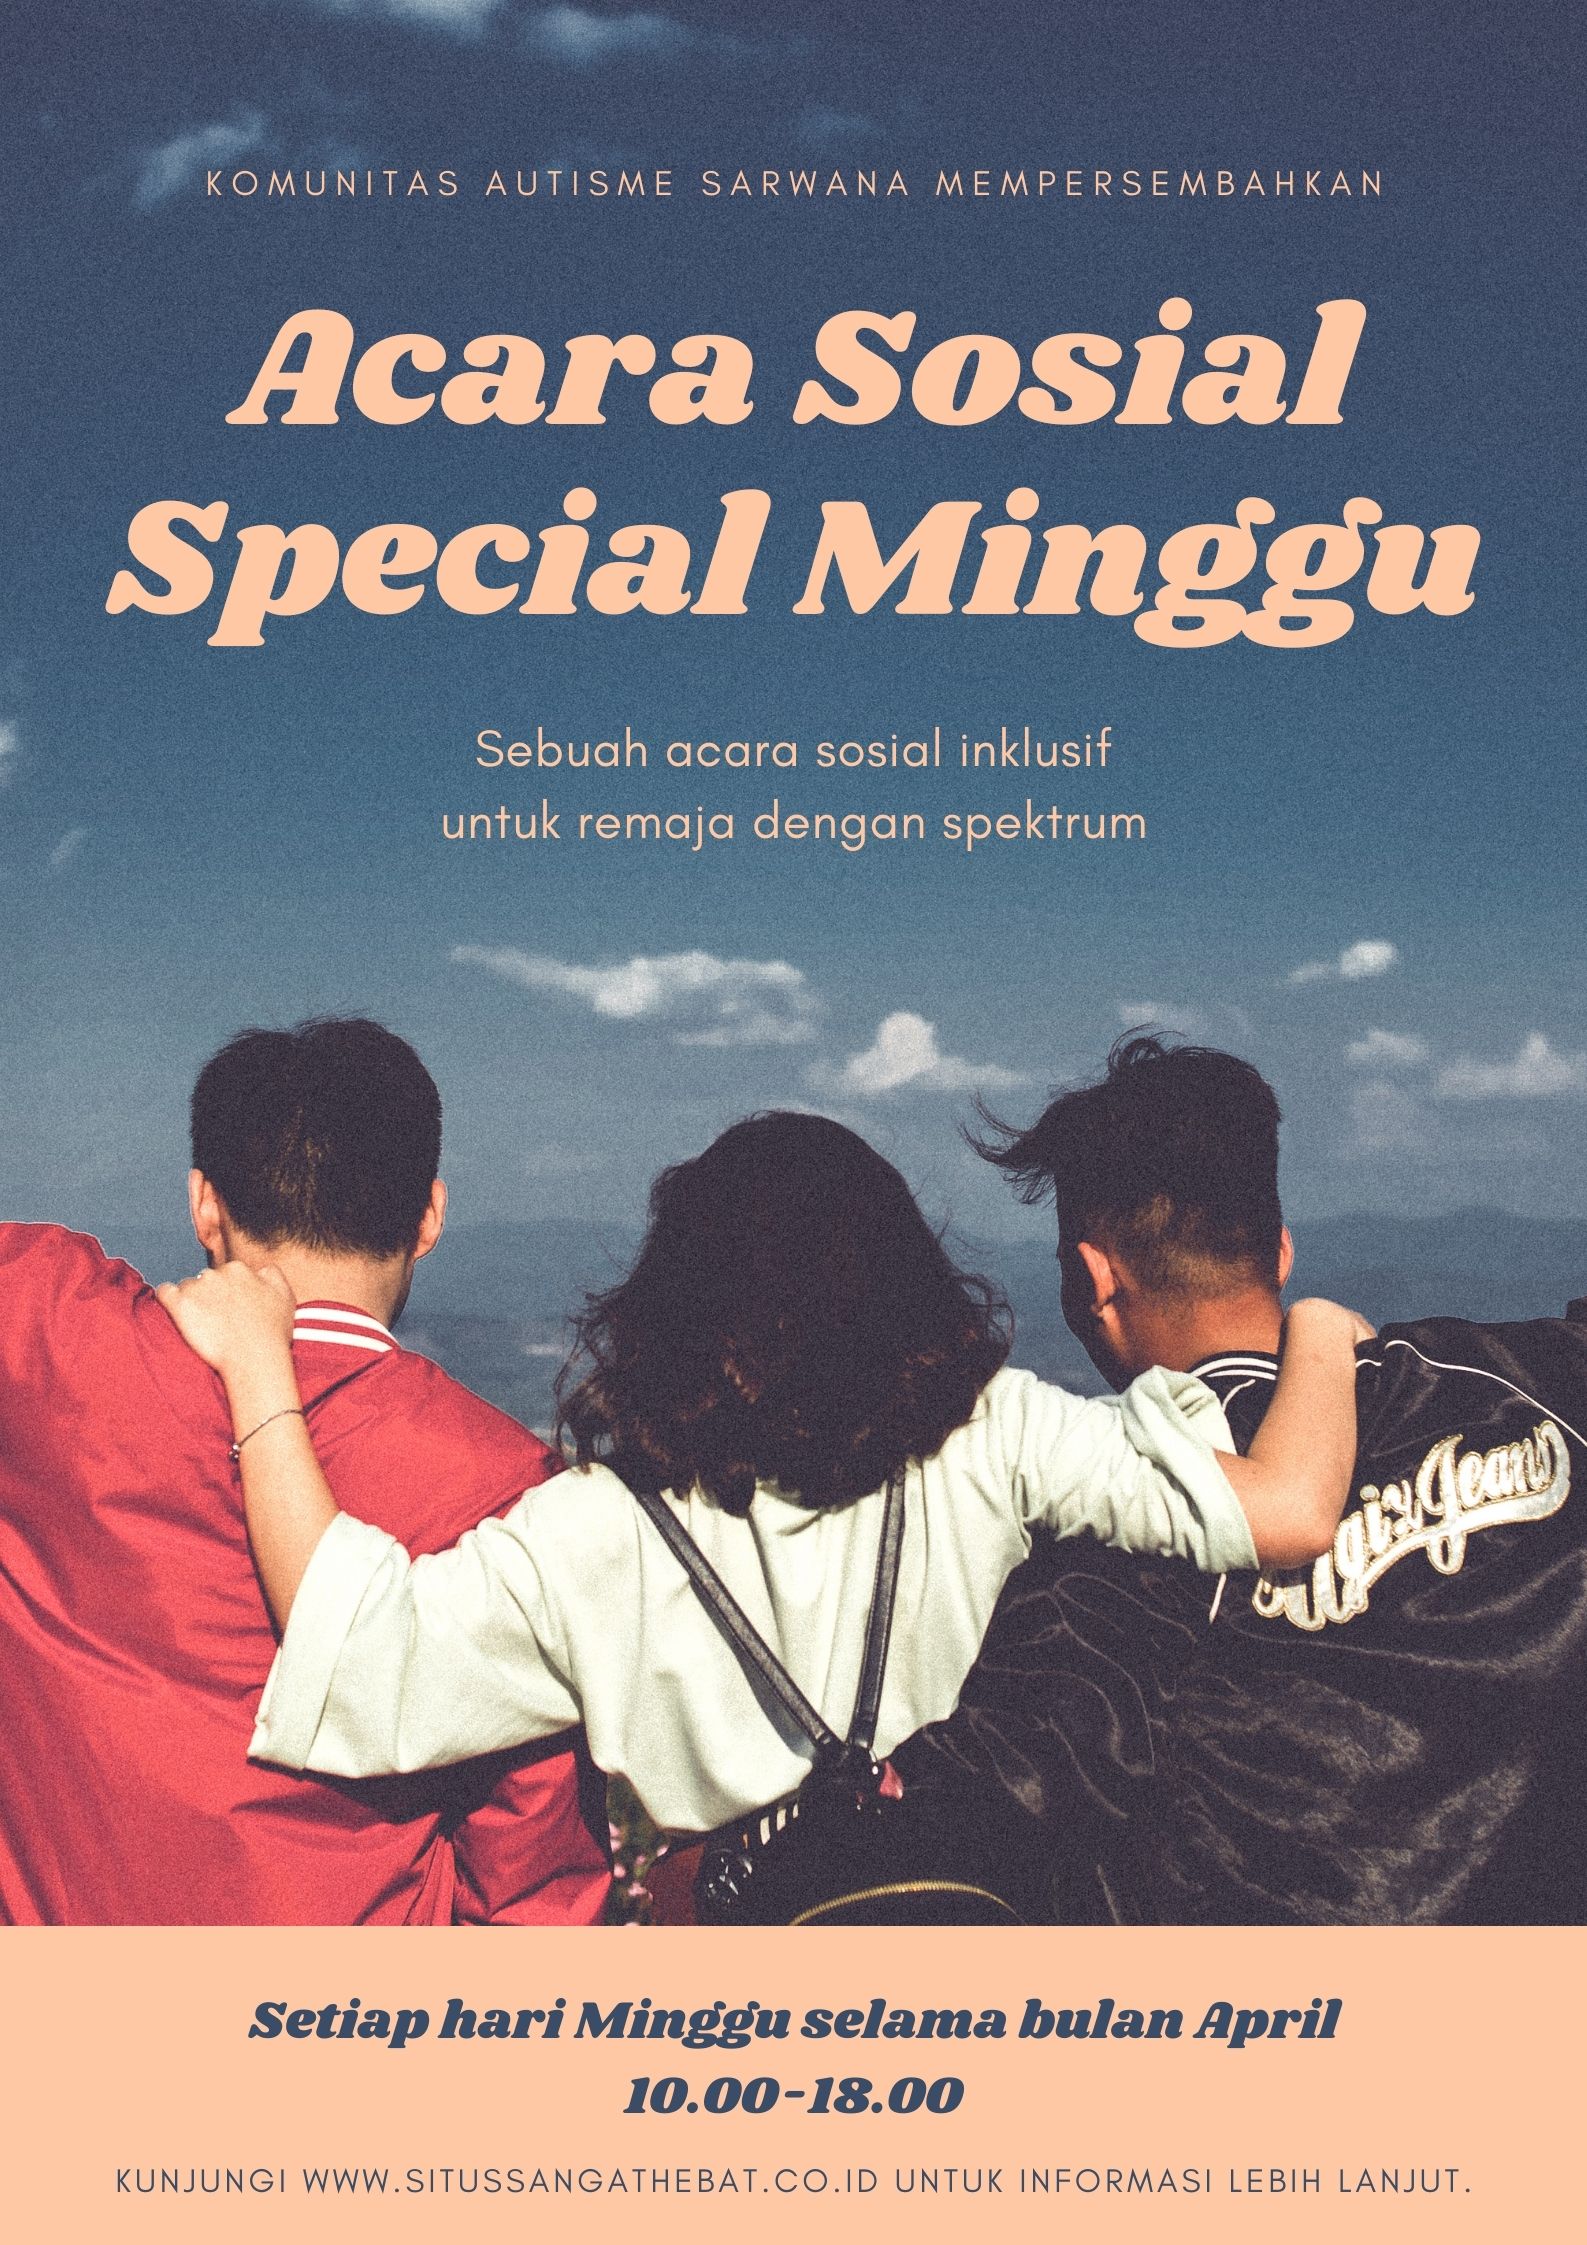 KOMUNITAS AUTISME SARWANA MEMPERSEMBAHKAN
Acara Sosial
Special Minggu
Sebuah acara sosial inklusif
untuk remaja dengan spektrum
Jeans
Setiap hari Minggu selama bulan April
10.00-18.00
KUNJUNGI WWW.SITUSSANGATHEBAT.CO.ID UNTUK INFORMASI LEBIH LANJUT.